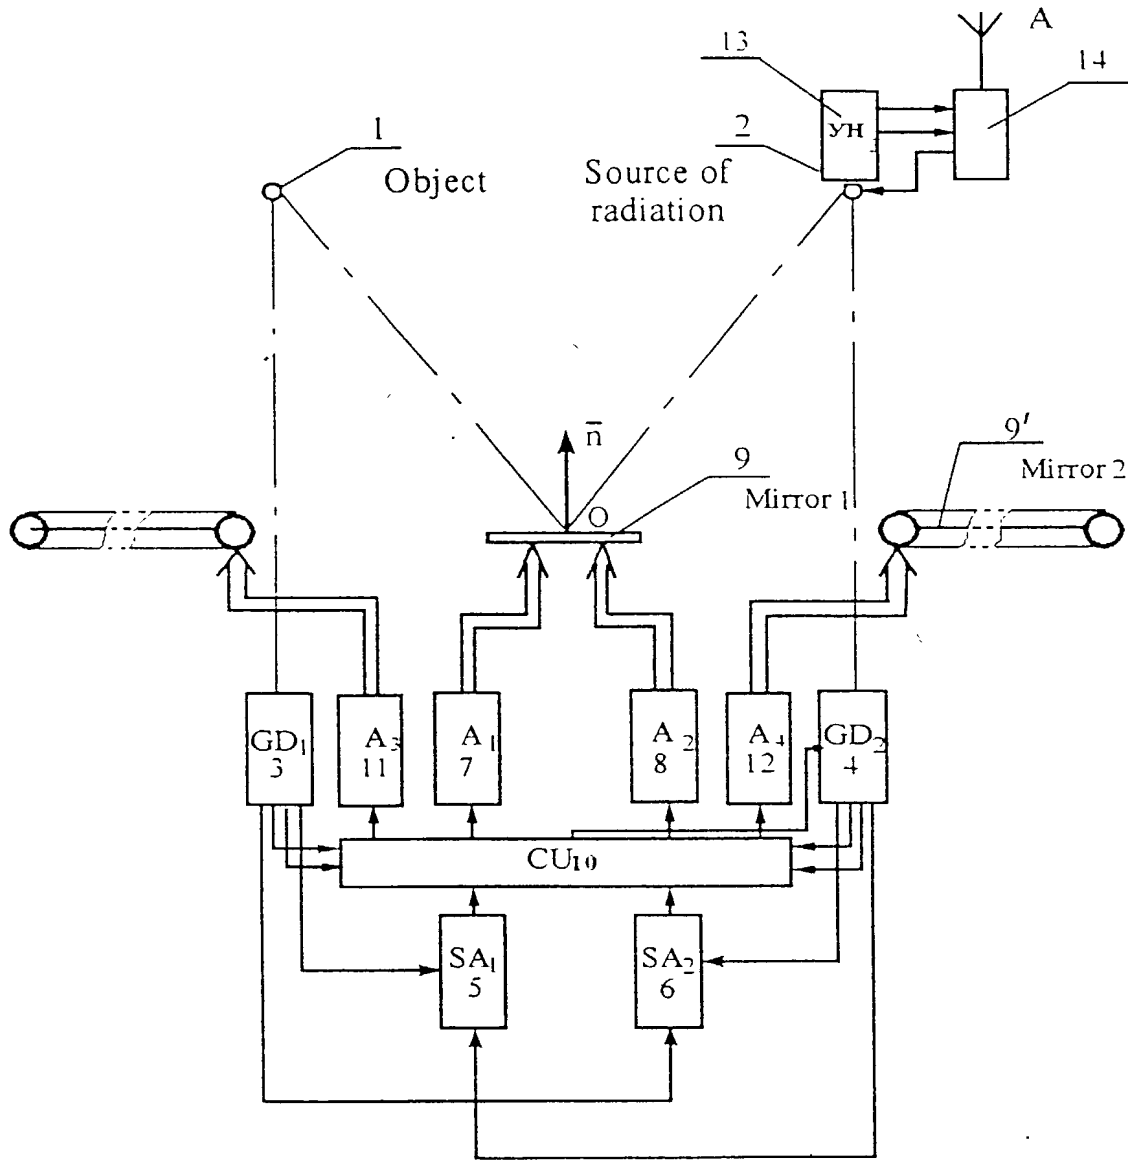 A
13
14
УН
1
2
Object
Source of
radiation
n̄
9
9′
O
Mirror 1
Mirror 2
GD1
3
A3
11
A1
7
A2
8
A4
12
GD2
4
CU10
SA1
5
SA2
6